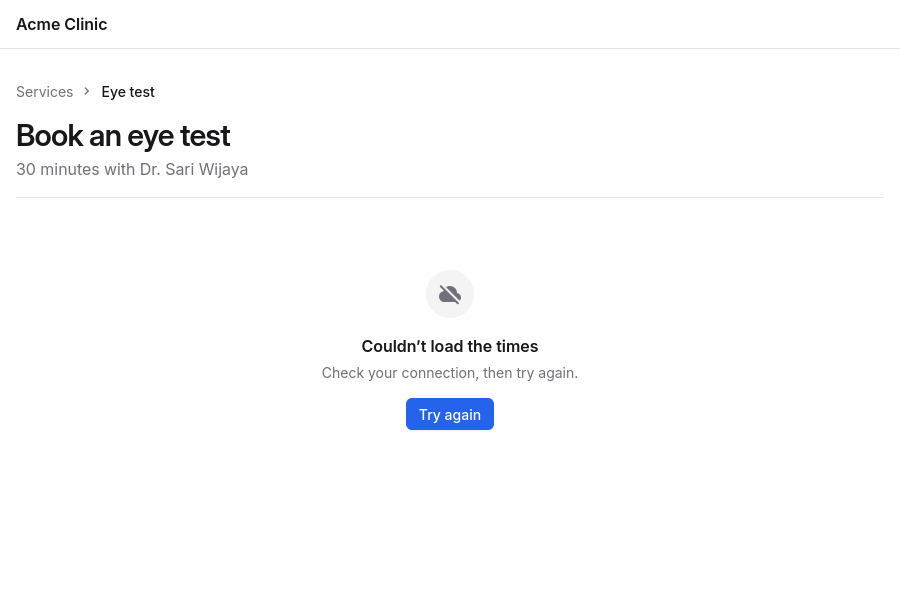 Acme Clinic
Services > Eye test
Book an eye test
30 minutes with Dr. Sari Wijaya
Couldn’t load the times
Check your connection, then try again.
Try again